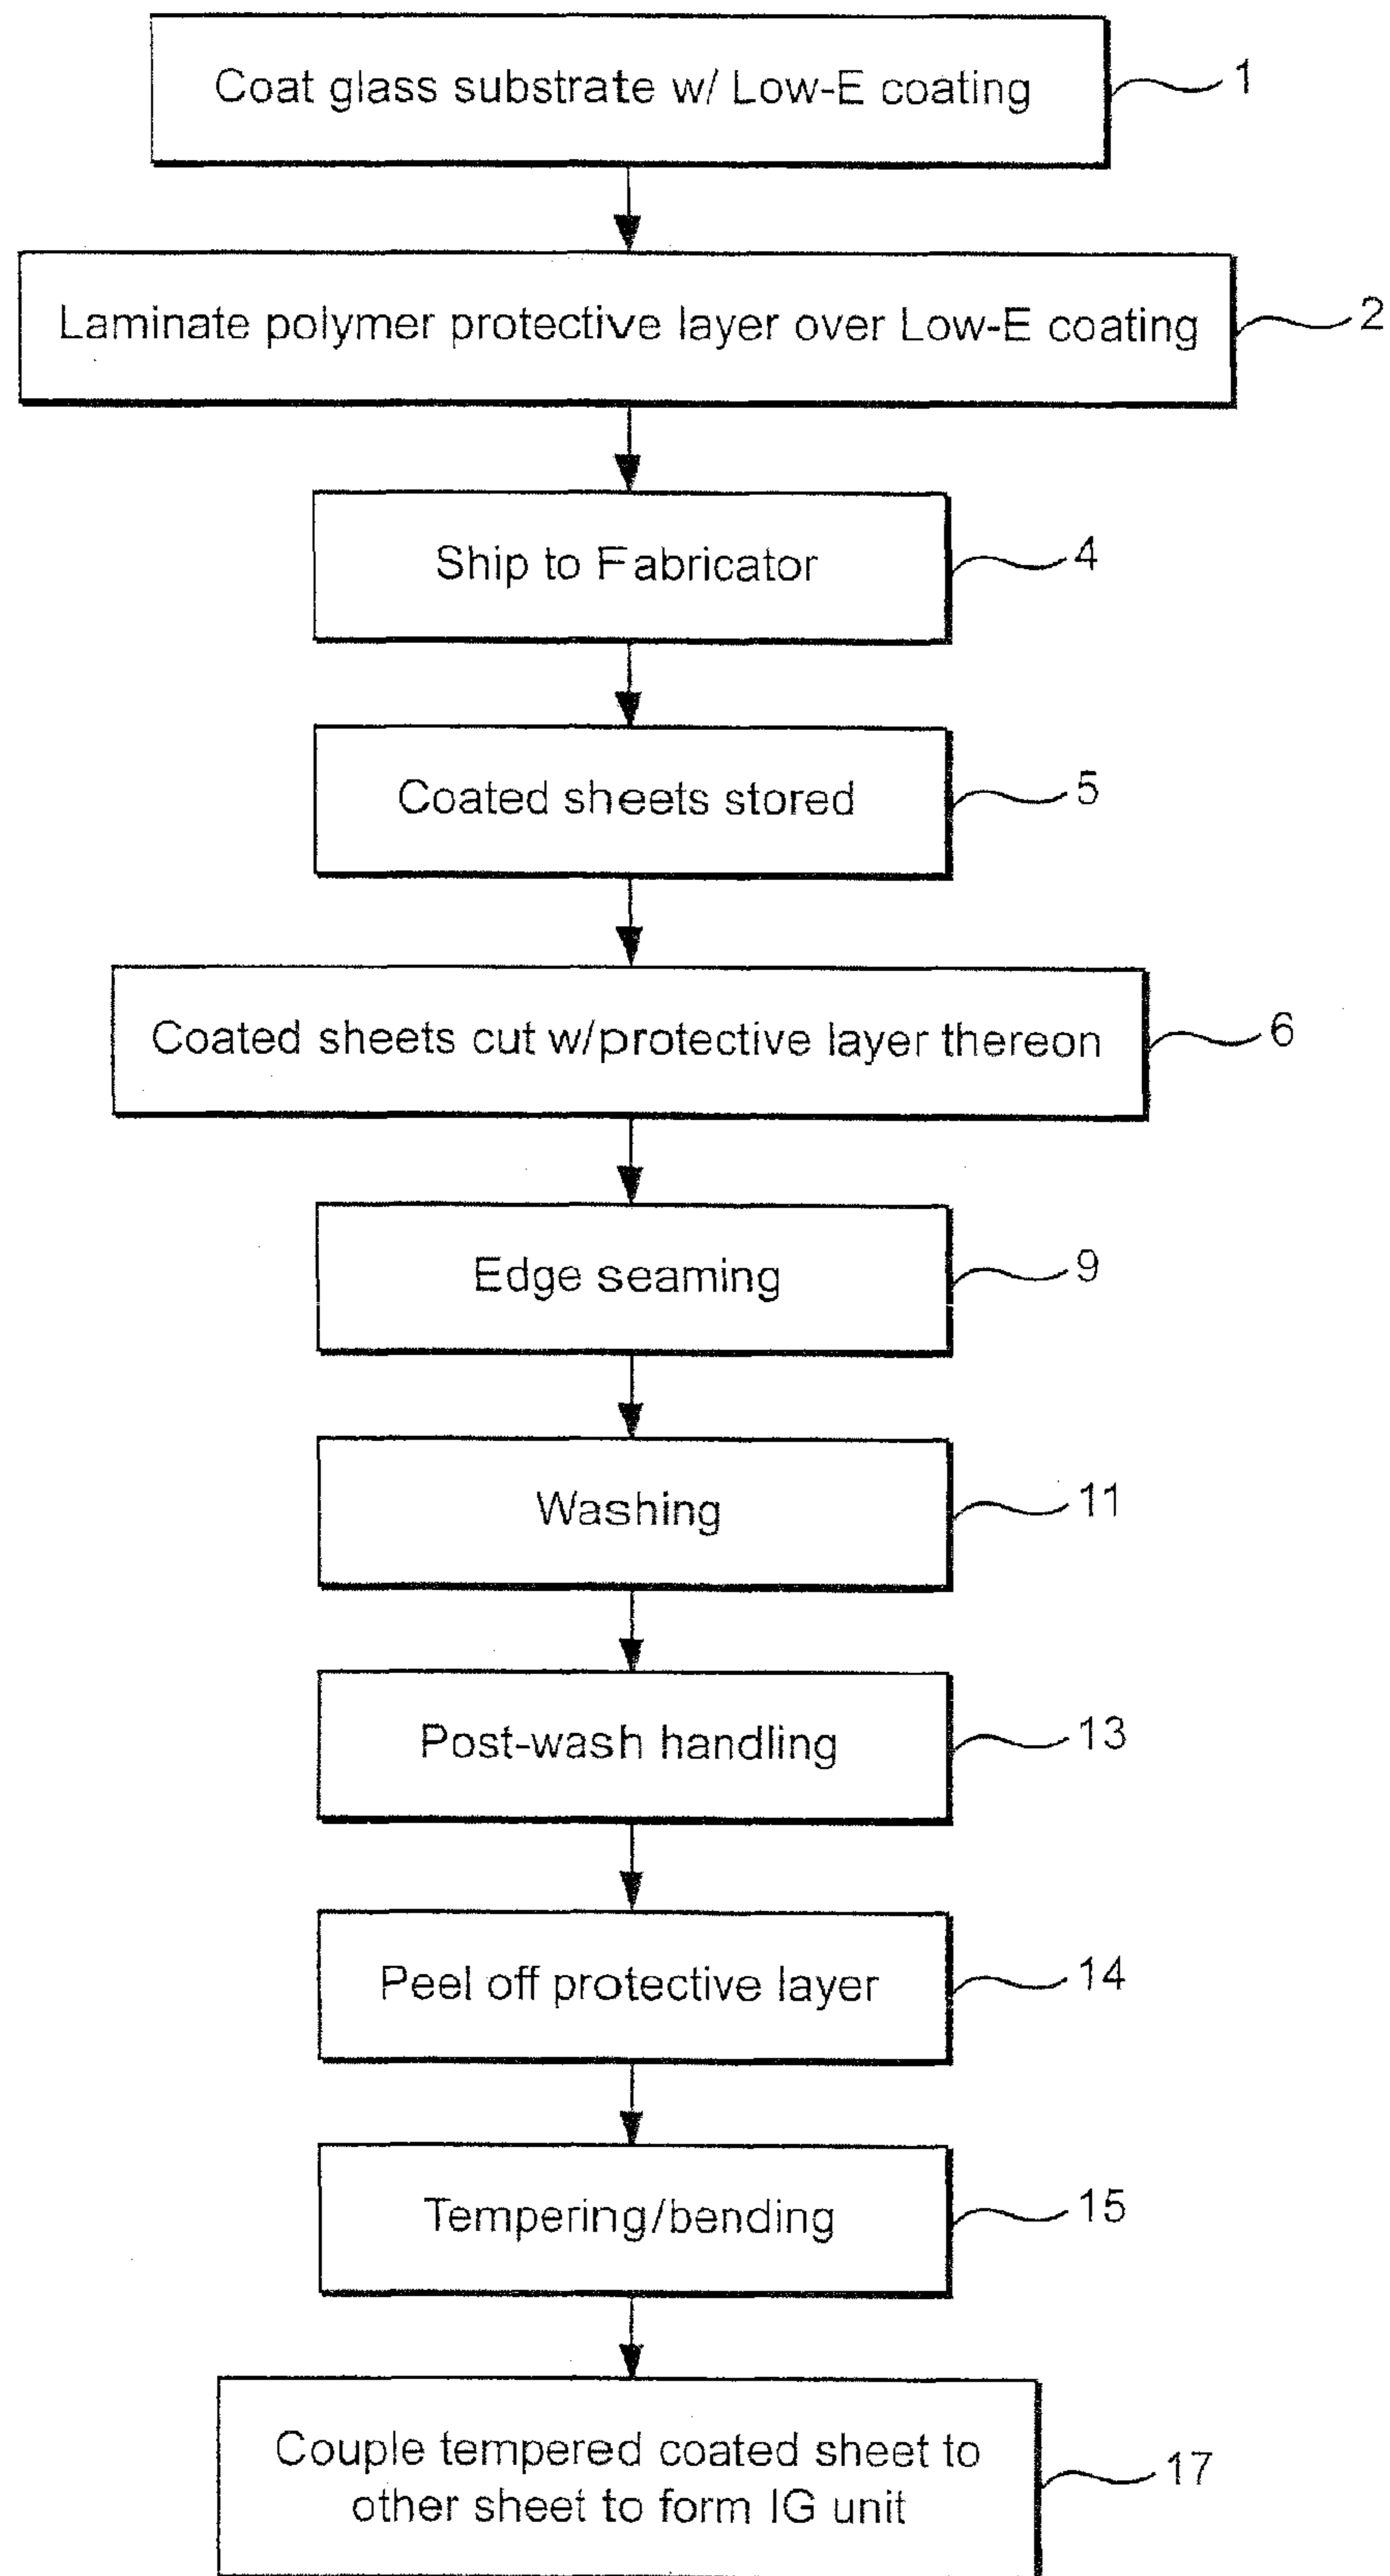 Coat glass substrate w/ Low-E coating
1
Laminate polymer protective layer over Low-E coating
2
Ship to Fabricator
4
Coated sheets stored
5
Coated sheets cut w/protective layer thereon
6
Edge seaming
9
Washing
11
Post-wash handling
13
Peel off protective layer
14
Tempering/bending
15
Couple tempered coated sheet to
other sheet to form IG unit
17